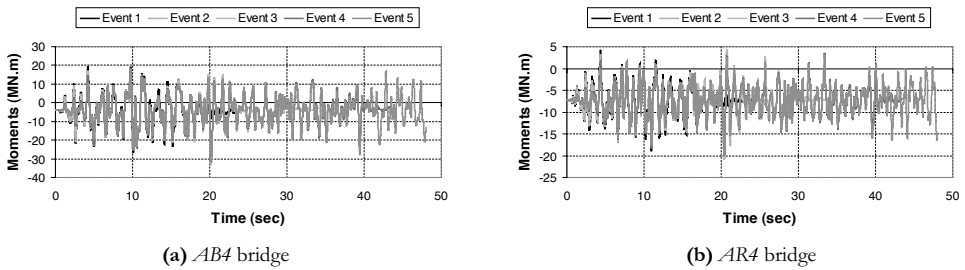 Event 1 Event 2 Event 3 Event 4 Event 5
Moments (MN.m)
30
20
10
0
-10
-20
-30
-40
0 10 20 30 40 50
Time (sec)
(a) AB4 bridge
Event 1 Event 2 Event 3 Event 4 Event 5
Moments (MN.m)
5
0
-5
-10
-15
-20
-25
0 10 20 30 40 50
Time (sec)
(b) AR4 bridge